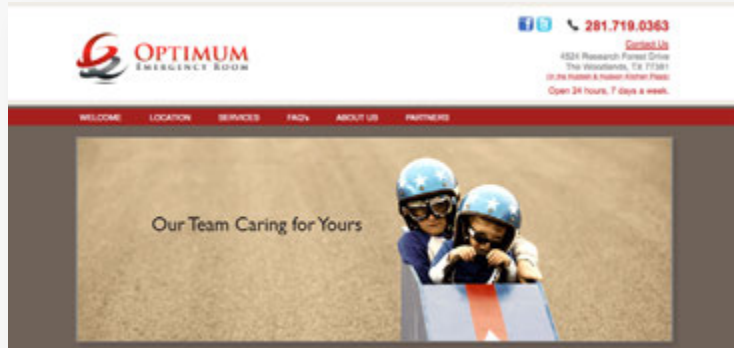 281.719.0363
OPTIMUM
EMERGENCY ROOM
Contact Us
4524 Research Forest Drive
The Woodlands, TX 77381
Open 24 hours, 7 days a week.
WELCOME LOCATION SERVICES FAQ's ABOUT US PARTNERS
Our Team Caring for Yours